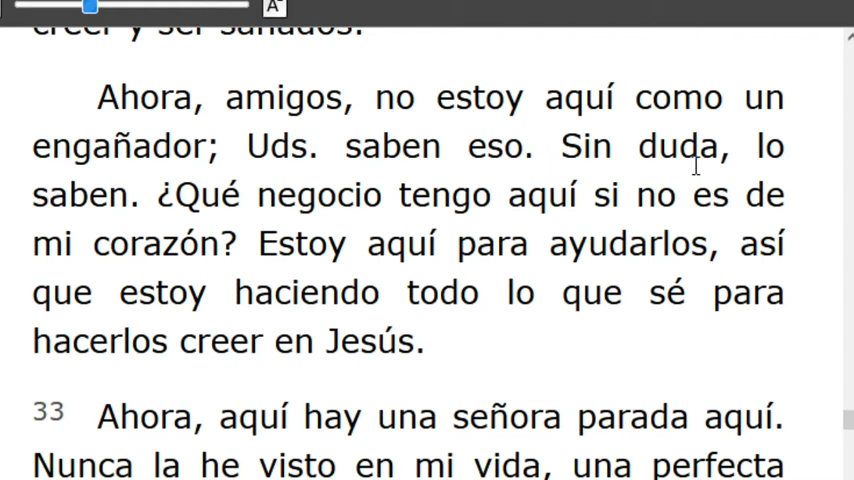 creer y ser sanados.
Ahora, amigos, no estoy aquí como un
engañador; Uds. saben eso. Sin duda, lo
saben. ¿Qué negocio tengo aquí si no es de
mi corazón? Estoy aquí para ayudarlos, así
que estoy haciendo todo lo que sé para
hacerlos creer en Jesús.
33 Ahora, aquí hay una señora parada aquí.
Nunca la he visto en mi vida, una perfecta